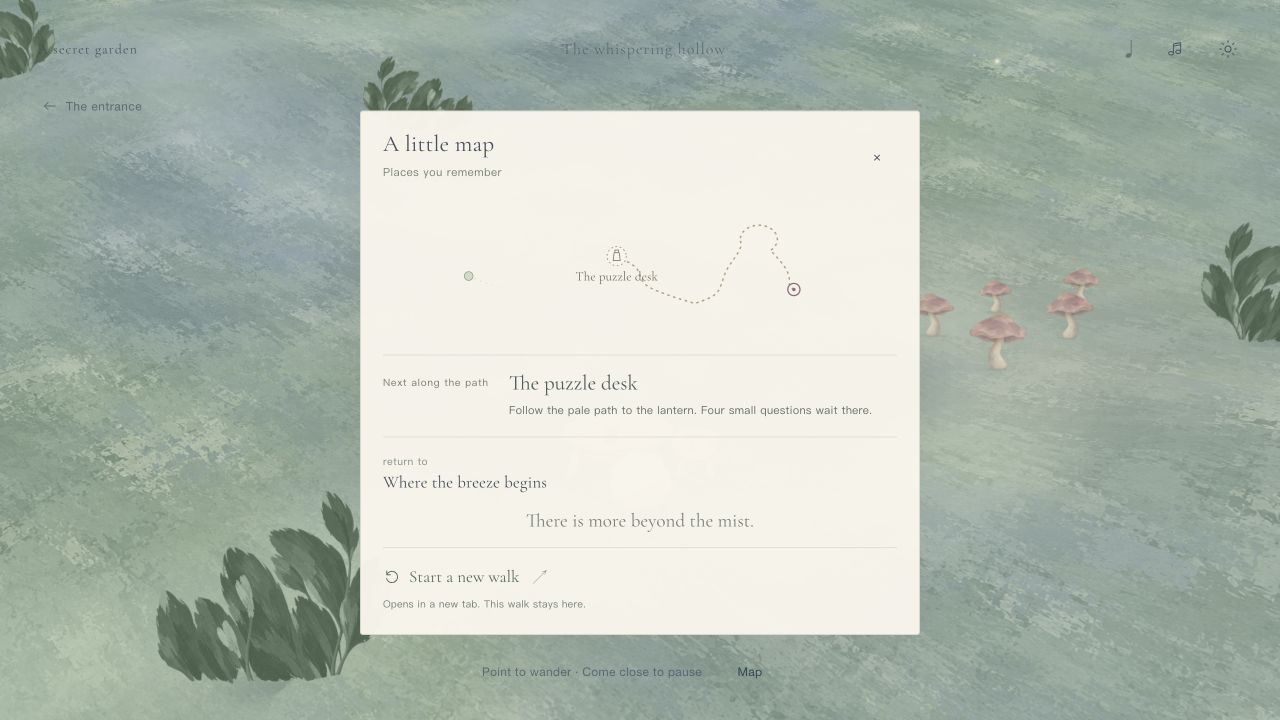 A secret garden
The whispering hollow
← The entrance
A little map
×
Places you remember
The puzzle desk
Next along the path
The puzzle desk
Follow the pale path to the lantern. Four small questions wait there.
return to
Where the breeze begins
There is more beyond the mist.
Start a new walk
Opens in a new tab. This walk stays here.
Point to wander · Come close to pause
Map